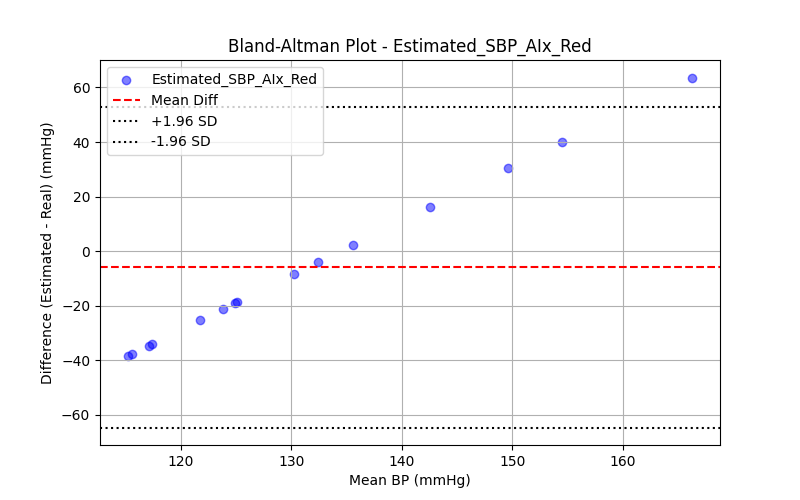 Bland-Altman Plot - Estimated_SBP_AIx_Red
Estimated_SBP_AIx_Red
Mean Diff
+1.96 SD
-1.96 SD
Difference (Estimated - Real) (mmHg)
60
40
20
0
−20
−40
−60
120 130 140 150 160
Mean BP (mmHg)